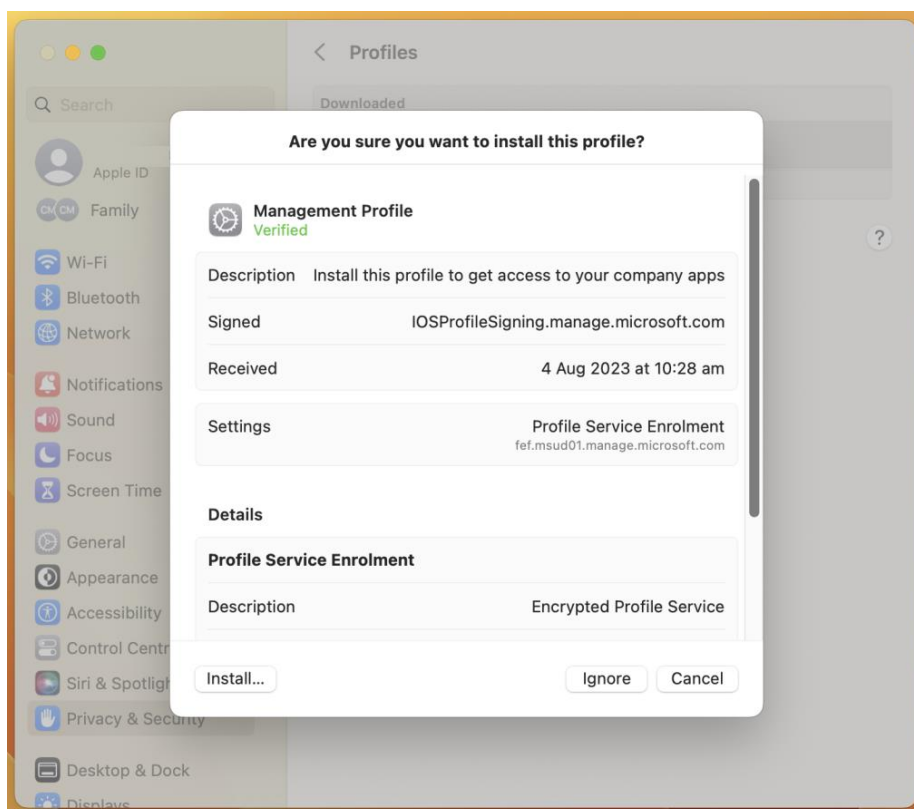 Profiles
Search
Downloaded
Apple ID
CM CM Family
Wi-Fi
Bluetooth
Network
Notifications
Sound
Focus
Screen Time
General
Appearance
Accessibility
Control Centr
Siri & Spotligh
Privacy & Security
Desktop & Dock
Displays
Are you sure you want to install this profile?
Management Profile
Verified
Description Install this profile to get access to your company apps
Signed IOSProfileSigning.manage.microsoft.com
Received 4 Aug 2023 at 10:28 am
Settings Profile Service Enrolment
fef.msud01.manage.microsoft.com
Details
Profile Service Enrolment
Description Encrypted Profile Service
Install... Ignore Cancel
?